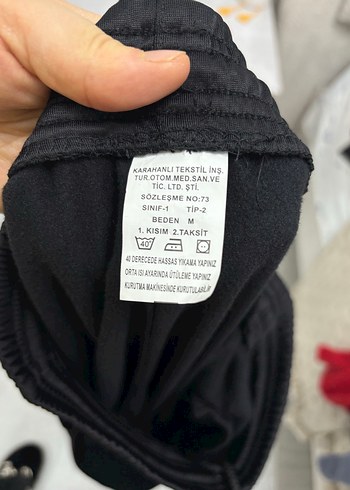 KARAHANLI TEKSTİL İNŞ.
TUR.OTOM.MED.SAN.VE
TİC. LTD. ŞTİ.
SÖZLEŞME NO:73
SINIF-1 TİP-2
BEDEN M
1. KISIM 2.TAKSİT
40
40 DERECEDE HASSAS YIKAMA YAPINIZ
ORTA ISI AYARINDA ÜTÜLEME YAPINIZ
KURUTMA MAKİNESİNDE KURUTULABİLİR